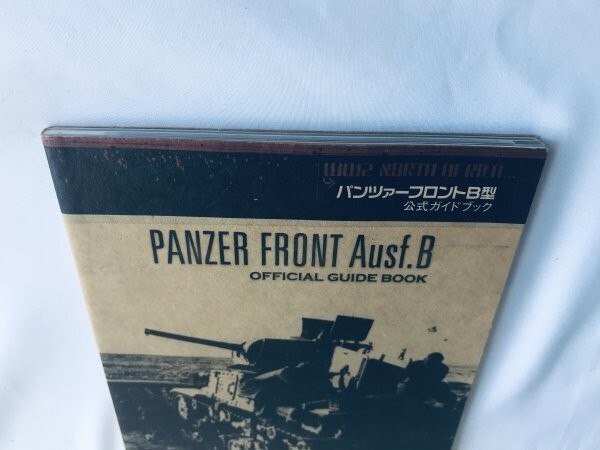 WW2 NORTH AFRICA...
パンツァーフロントB型
公式ガイドブック
PANZER FRONT Ausf.B
OFFICIAL GUIDE BOOK